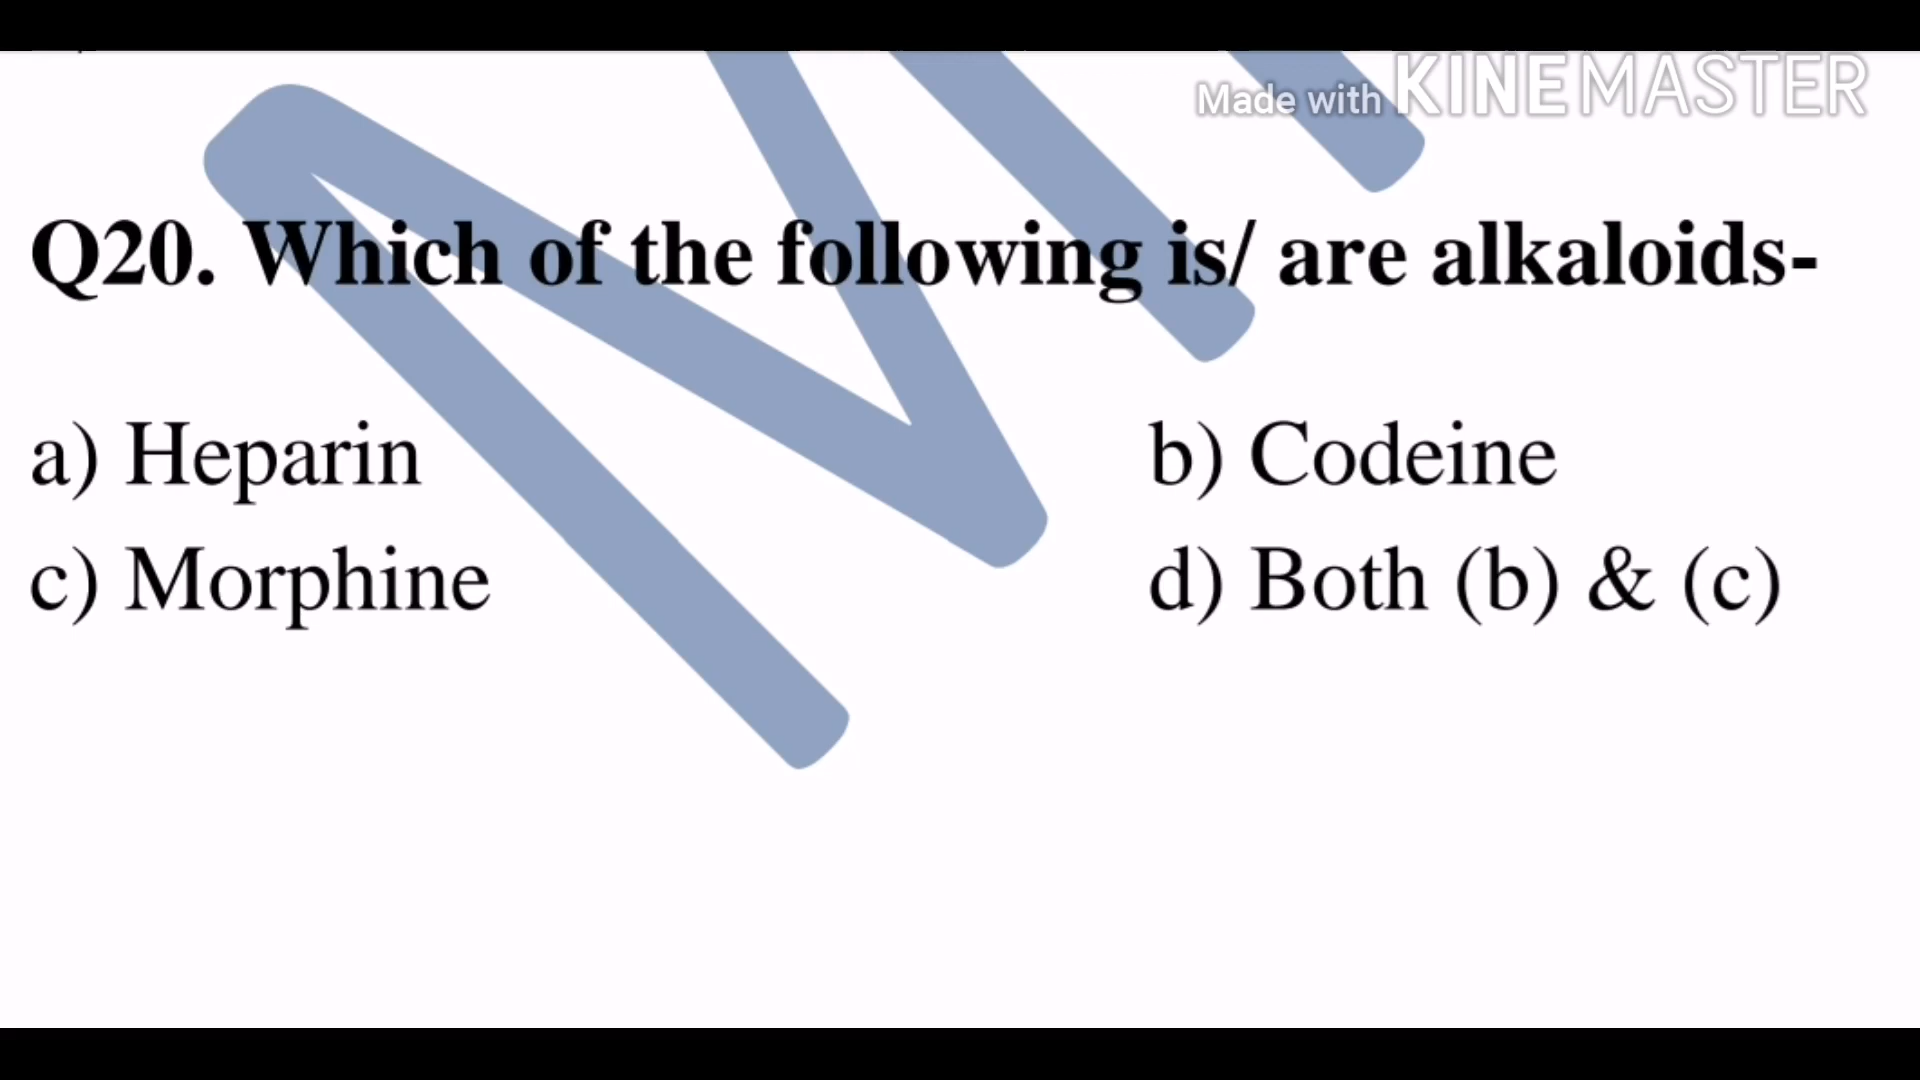 Made with KINEMASTER
Q20. Which of the following is/ are alkaloids-
a) Heparin b) Codeine
c) Morphine d) Both (b) & (c)